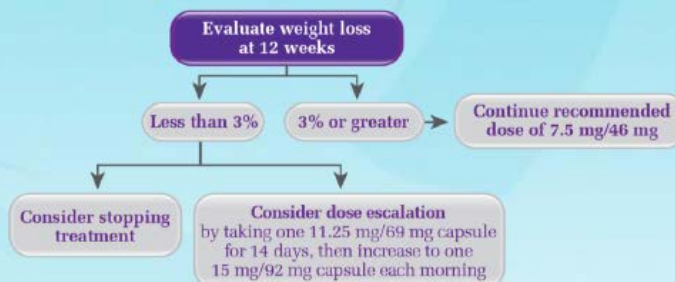 Evaluate weight loss
at 12 weeks
Less than 3%
3% or greater
Continue recommended
dose of 7.5 mg/46 mg
Consider stopping
treatment
Consider dose escalation
by taking one 11.25 mg/69 mg capsule
for 14 days, then increase to one
15 mg/92 mg capsule each morning